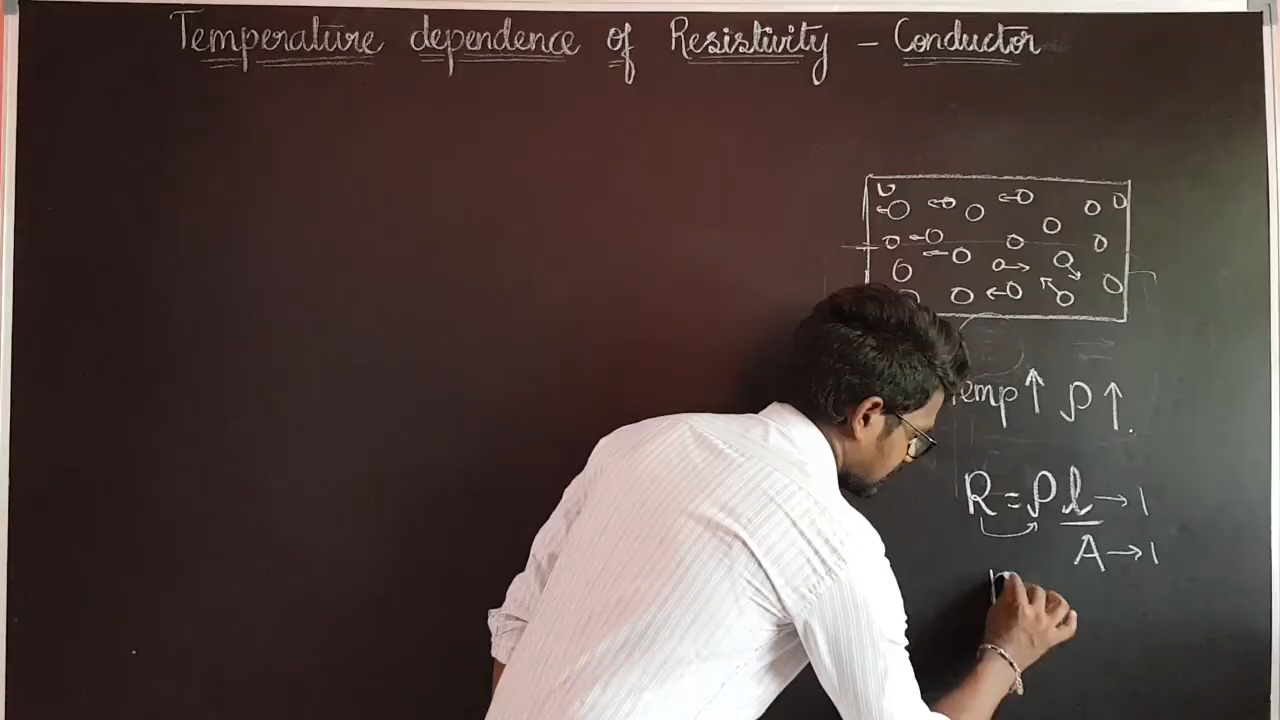 Temperature dependence of Resistivity - Conductor
emp ↑ ρ ↑.
R = ρ l → 1
A → 1